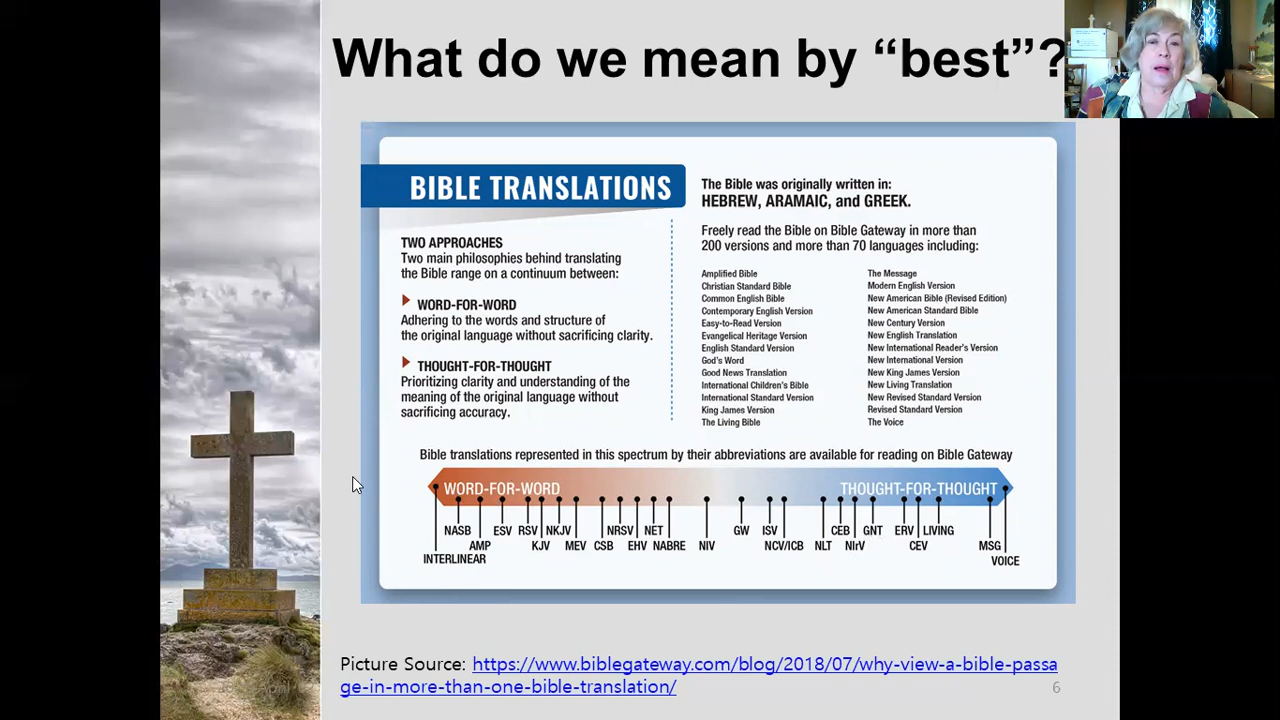 What do we mean by “best”?
BIBLE TRANSLATIONS
TWO APPROACHES
Two main philosophies behind translating
the Bible range on a continuum between:
WORD-FOR-WORD
Adhering to the words and structure of
the original language without sacrificing clarity.
THOUGHT-FOR-THOUGHT
Prioritizing clarity and understanding of the
meaning of the original language without
sacrificing accuracy.
The Bible was originally written in:
HEBREW, ARAMAIC, and GREEK.
Freely read the Bible on Bible Gateway in more than
200 versions and more than 70 languages including:
Amplified Bible
Christian Standard Bible
Common English Bible
Contemporary English Version
Easy-to-Read Version
Evangelical Heritage Version
English Standard Version
God's Word
Good News Translation
International Children's Bible
International Standard Version
King James Version
The Living Bible
The Message
Modern English Version
New American Bible (Revised Edition)
New American Standard Bible
New Century Version
New English Translation
New International Reader's Version
New International Version
New King James Version
New Living Translation
New Revised Standard Version
Revised Standard Version
The Voice
Bible translations represented in this spectrum by their abbreviations are available for reading on Bible Gateway
WORD-FOR-WORD THOUGHT-FOR-THOUGHT
NASB ESV RSV NKJV NRSV NET GW ISV CEB GNT ERV LIVING
AMP KJV MEV CSB EHV NABRE NIV NCV/ICB NLT NIrV CEV MSG
INTERLINEAR VOICE
Picture Source: https://www.biblegateway.com/blog/2018/07/why-view-a-bible-passa
ge-in-more-than-one-bible-translation/
6